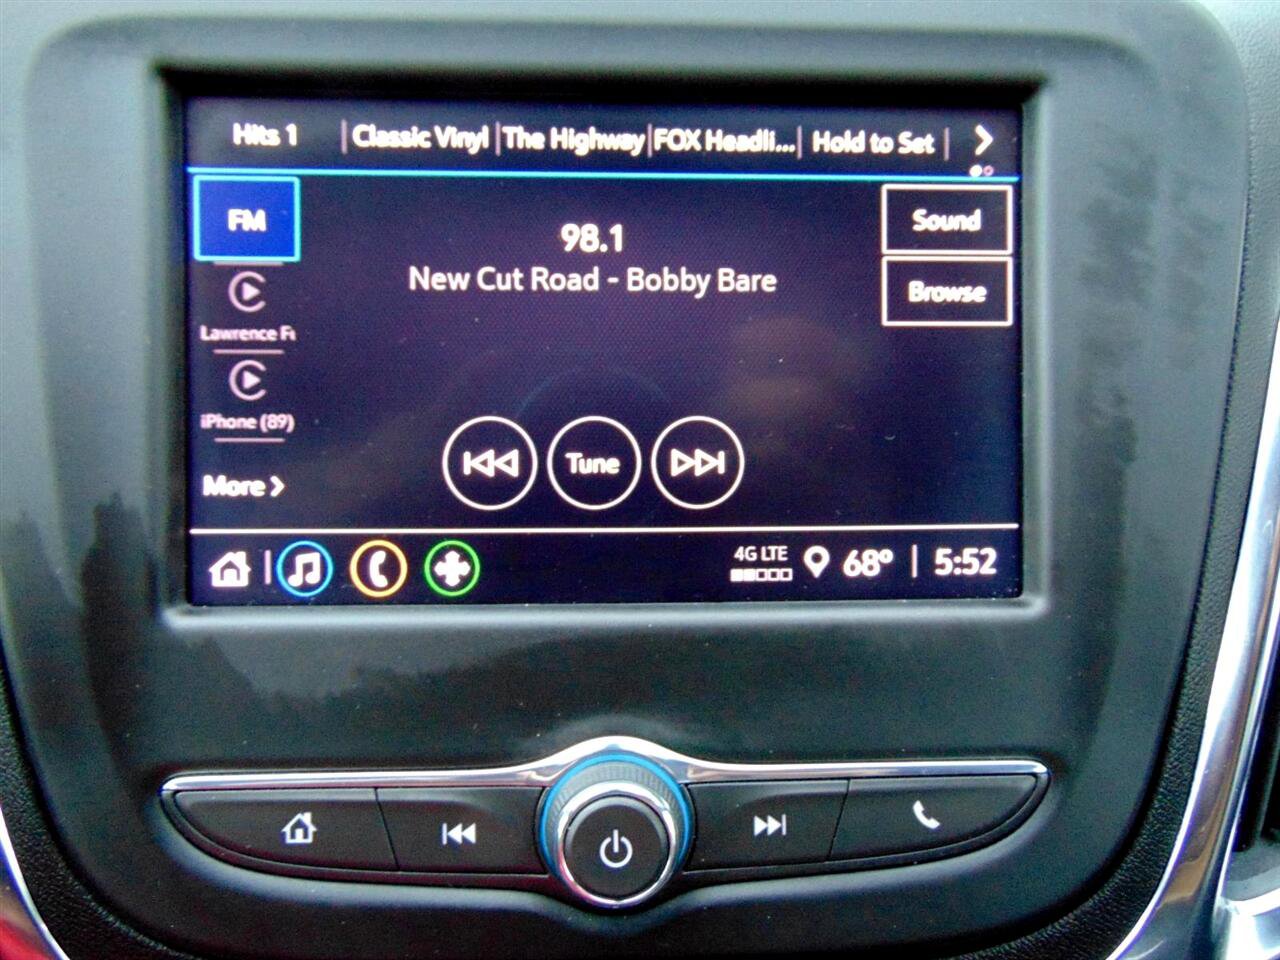 Hits 1 Classic Vinyl The Highway FOX Headli... Hold to Set
FM
98.1
New Cut Road - Bobby Bare
Sound
Browse
Lawrence
iPhone (89)
More
Tune
4G LTE
68° 5:52